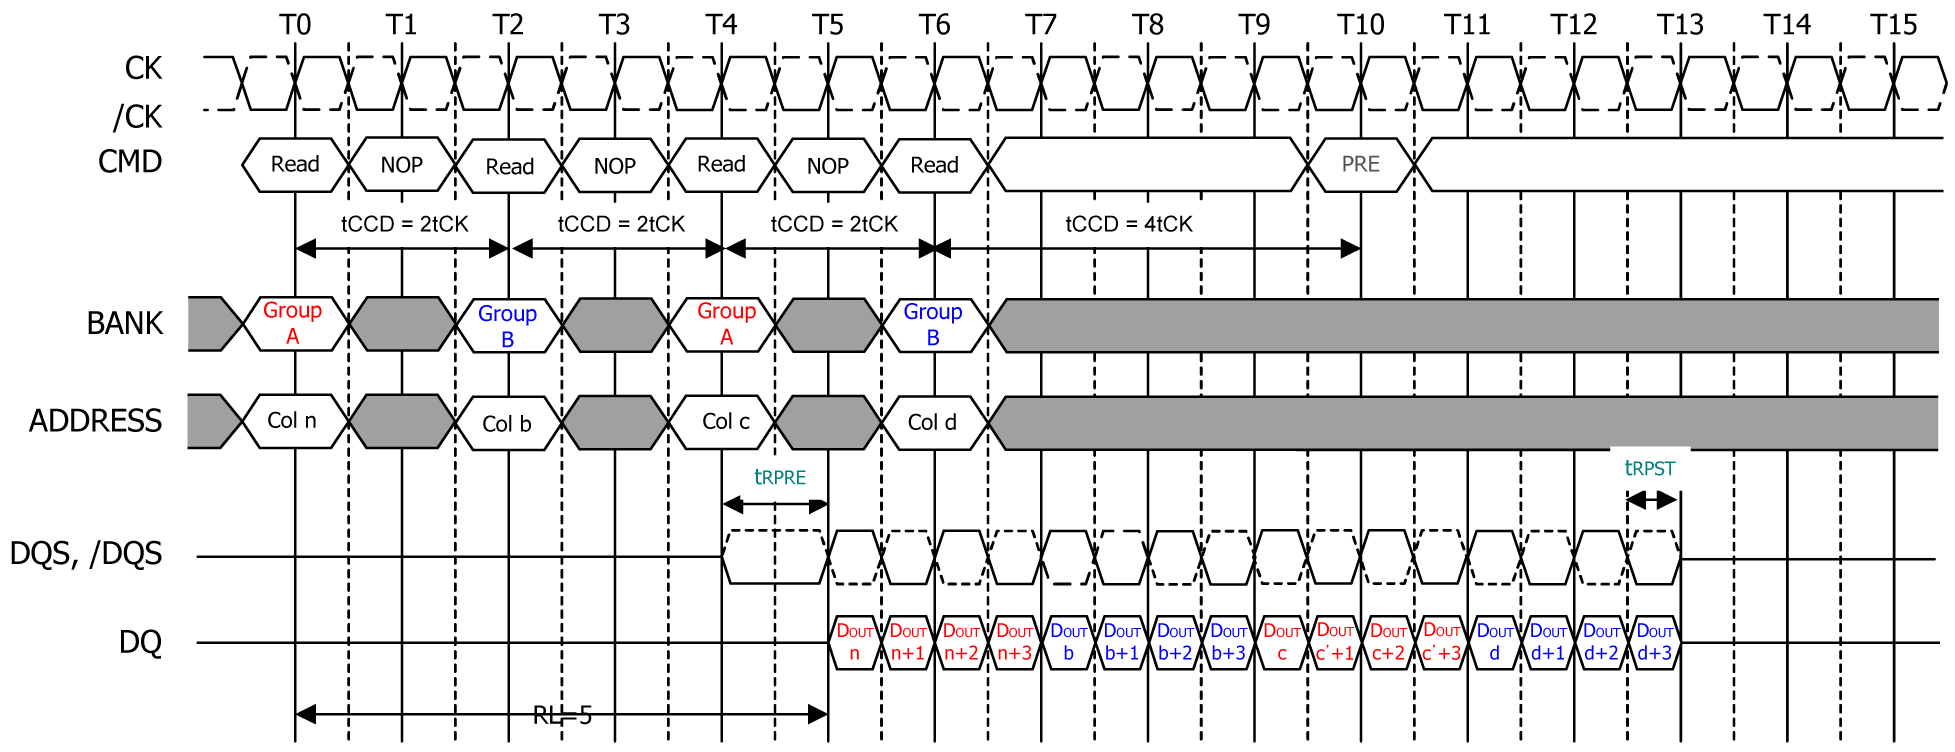 T0 T1 T2 T3 T4 T5 T6 T7 T8 T9 T10 T11 T12 T13 T14 T15
CK
/CK
CMD Read NOP Read NOP Read NOP Read PRE
tCCD = 2tCK tCCD = 2tCK tCCD = 2tCK tCCD = 4tCK
BANK
Group
A
Group
B
Group
A
Group
B
ADDRESS Col n Col b Col c Col d
tRPRE tRPST
DQS, /DQS
DQ
DOUT
n
DOUT
n+1
DOUT
n+2
DOUT
n+3
DOUT
b
DOUT
b+1
DOUT
b+2
DOUT
b+3
DOUT
c
DOUT
c'+1
DOUT
c+2
DOUT
c'+3
DOUT
d
DOUT
d+1
DOUT
d+2
DOUT
d+3
RL=5